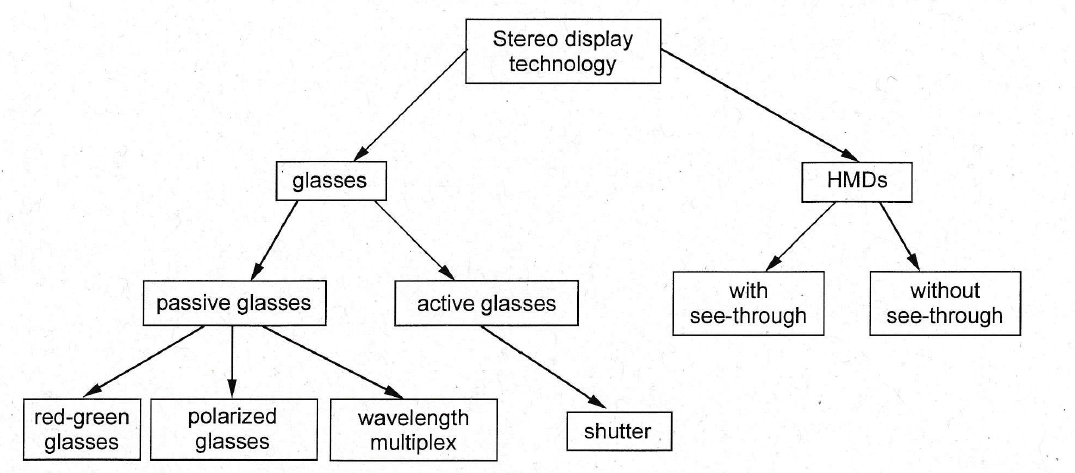 Stereo display
technology
glasses
HMDs
passive glasses
active glasses
with
see-through
without
see-through
red-green
glasses
polarized
glasses
wavelength
multiplex
shutter